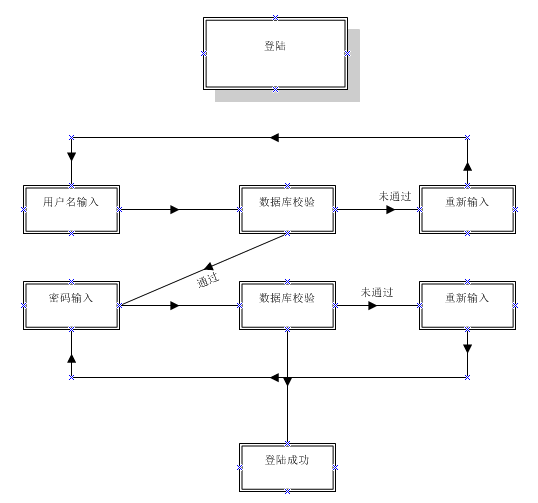 登陆
用户名输入
数据库校验
未通过
重新输入
通过
密码输入
数据库校验
未通过
重新输入
登陆成功